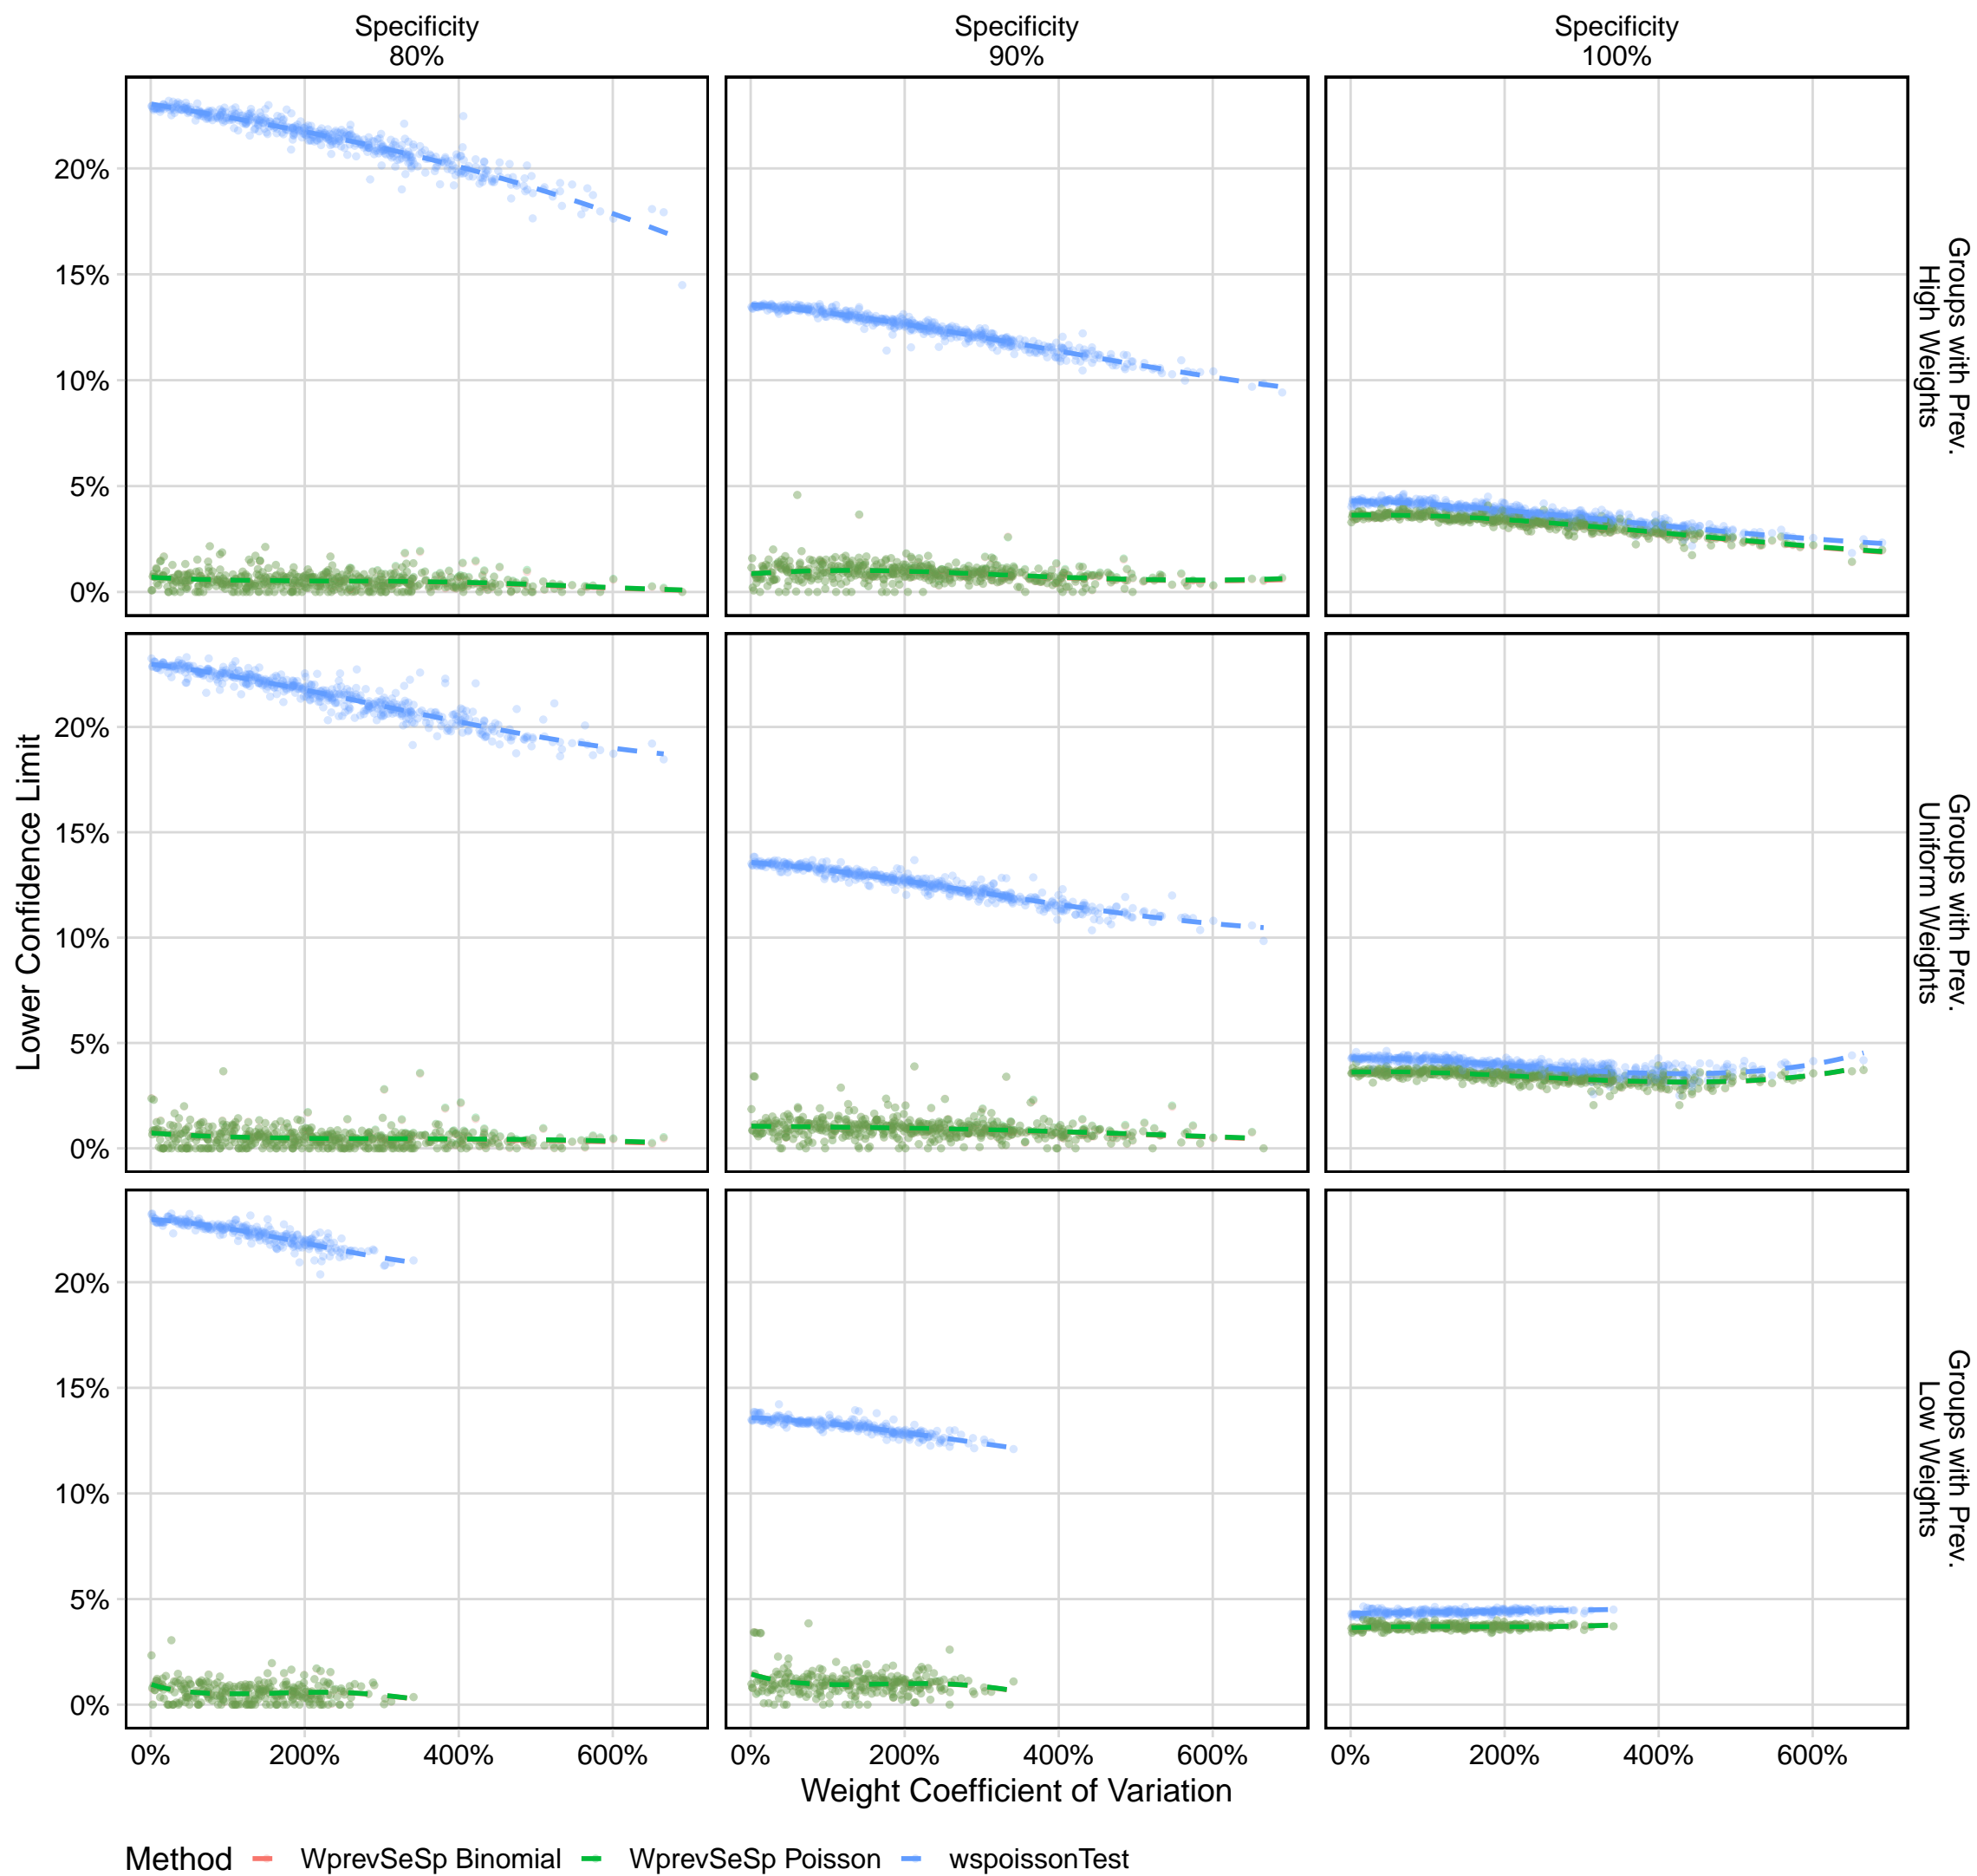 Specificity
80%
Specificity
90%
Specificity
100%
20%
15%
10%
5%
0%
Groups with Prev.
High Weights
Lower Confidence Limit
20%
15%
10%
5%
0%
Groups with Prev.
Uniform Weights
20%
15%
10%
5%
0%
Groups with Prev.
Low Weights
0% 200% 400% 600%
0% 200% 400% 600%
0% 200% 400% 600%
Weight Coefficient of Variation
Method WprevSeSp Binomial WprevSeSp Poisson wspoissonTest